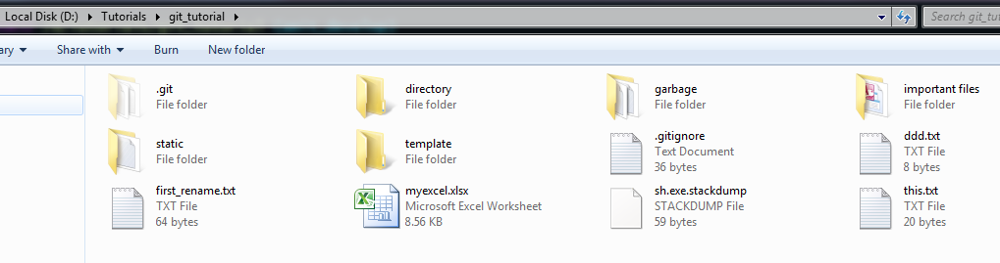 Local Disk (D:) ▸ Tutorials ▸ git_tutorial ▸
Search git_tut
ary Share with Burn New folder
.git
File folder
directory
File folder
garbage
File folder
important files
File folder
static
File folder
template
File folder
.gitignore
Text Document
36 bytes
ddd.txt
TXT File
8 bytes
first_rename.txt
TXT File
64 bytes
myexcel.xlsx
Microsoft Excel Worksheet
8.56 KB
sh.exe.stackdump
STACKDUMP File
59 bytes
this.txt
TXT File
20 bytes